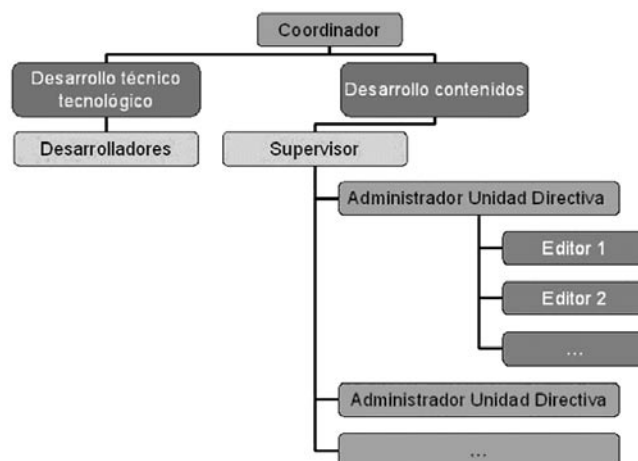 Coordinador
Desarrollo técnico
tecnológico
Desarrollo contenidos
Desarrolladores
Supervisor
Administrador Unidad Directiva
Editor 1
Editor 2
...
Administrador Unidad Directiva
...